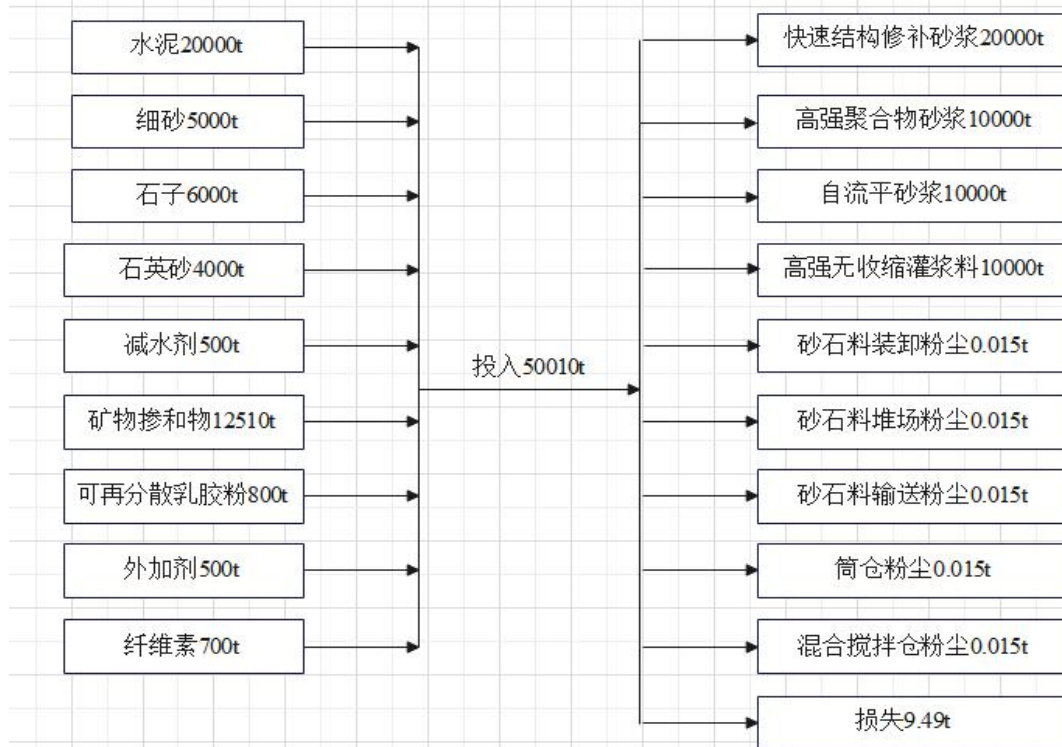 水泥20000t
细砂5000t
石子6000t
石英砂4000t
减水剂500t
矿物掺和物12510t
可再分散乳胶粉800t
外加剂500t
纤维素700t
投入50010t
快速结构修补砂浆20000t
高强聚合物砂浆10000t
自流平砂浆10000t
高强无收缩灌浆料10000t
砂石料装卸粉尘0.015t
砂石料堆场粉尘0.015t
砂石料输送粉尘0.015t
筒仓粉尘0.015t
混合搅拌仓粉尘0.015t
损失9.49t